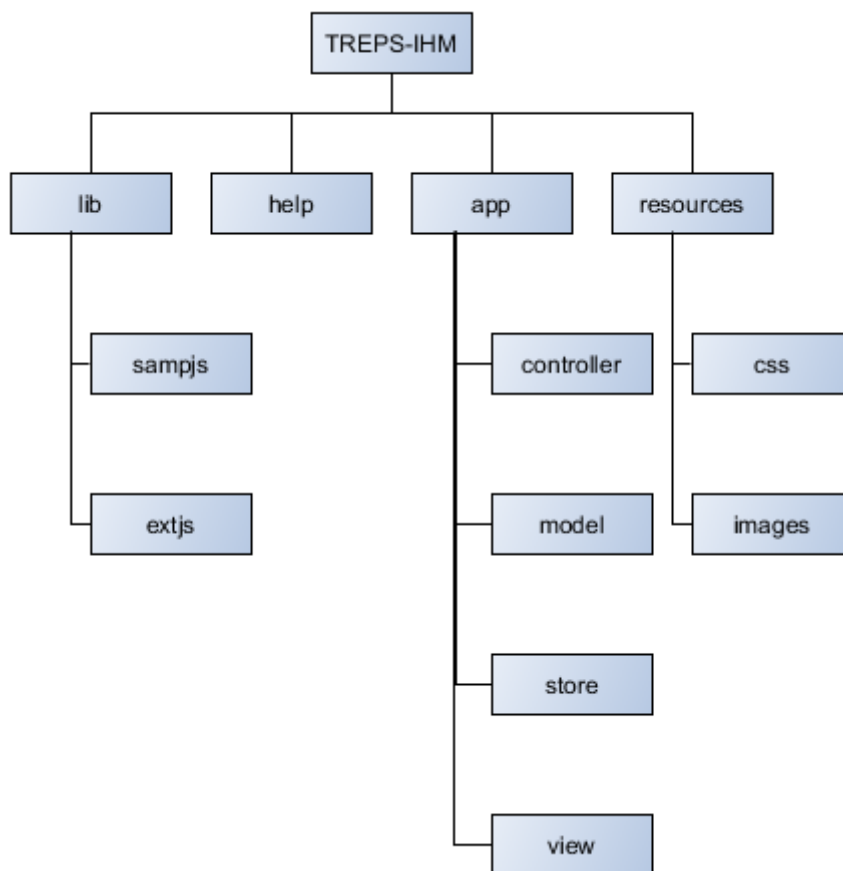 TREPS-IHM
lib
help
app
resources
sampjs
controller
css
extjs
model
images
store
view